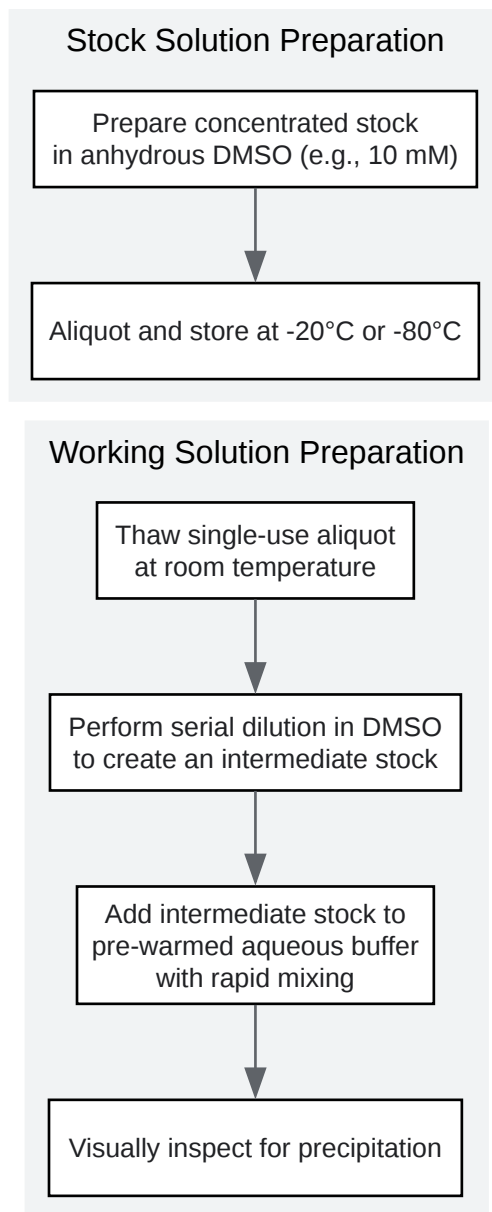 Stock Solution Preparation
Prepare concentrated stock
in anhydrous DMSO (e.g., 10 mM)
Aliquot and store at -20°C or -80°C
Working Solution Preparation
Thaw single-use aliquot
at room temperature
Perform serial dilution in DMSO
to create an intermediate stock
Add intermediate stock to
pre-warmed aqueous buffer
with rapid mixing
Visually inspect for precipitation